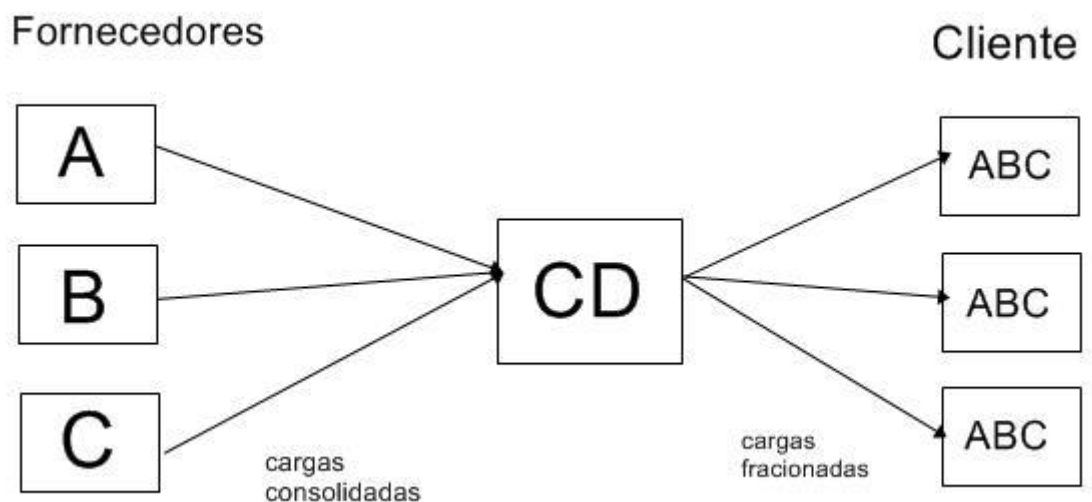 Fornecedores
Cliente
A
B
C
CD
ABC
ABC
ABC
cargas
consolidadas
cargas
fracionadas